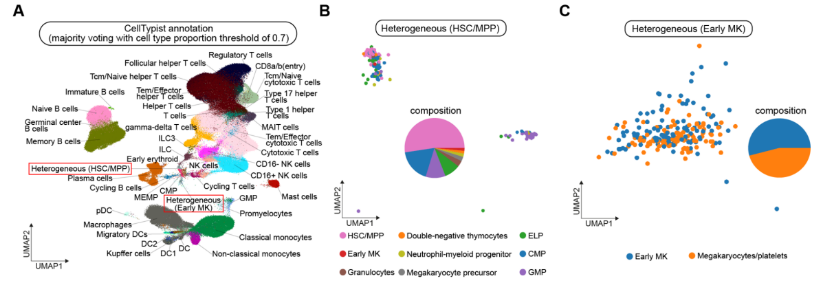 A
CellTypist annotation
(majority voting with cell type proportion threshold of 0.7)
Regulatory T cells
Follicular helper T cells
CD8a/b(entry)
Tcm/Naive helper T cells
Tcm/Naive
cytotoxic T cells
Immature B cells
Tem/Effector
helper T cells
Type 17 helper
T cells
Naive B cells
Helper T cells
Type 1 helper
T cells
Germinal center
B cells
T cells
gamma-delta T cells
MAIT cells
Memory B cells
ILC3
Tem/Effector
cytotoxic T cells
ILC
Cytotoxic T cells
Early erythroid
NK cells
CD16- NK cells
Heterogeneous (HSC/MPP)
CD16+ NK cells
Plasma cells
Cycling B cells
CMP
Cycling T cells
Mast cells
MEMP
Heterogeneous
(Early MK)
GMP
pDC
Promyelocytes
Macrophages
Migratory DCs
Classical monocytes
DC2
Kupffer cells
DC1
DC
Non-classical monocytes
UMAP2
UMAP1
B
Heterogeneous (HSC/MPP)
composition
UMAP2
UMAP1
HSC/MPP
Double-negative thymocytes
ELP
Early MK
Neutrophil-myeloid progenitor
CMP
Granulocytes
Megakaryocyte precursor
GMP
C
Heterogeneous (Early MK)
composition
UMAP2
UMAP1
Early MK
Megakaryocytes/platelets